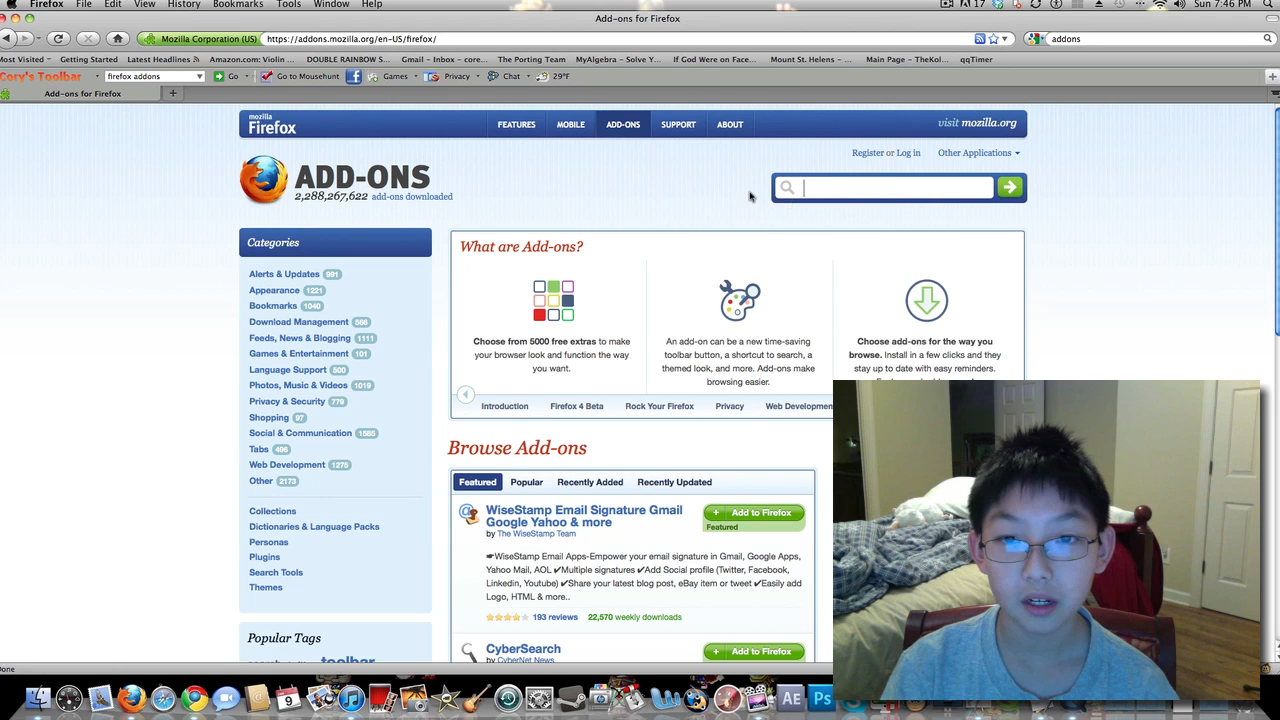 Firefox File Edit View History Bookmarks Tools Window Help
17
Sun 7:46 PM
Add-ons for Firefox
Mozilla Corporation (US)
https://addons.mozilla.org/en-US/firefox/
addons
Most Visited
Getting Started
Latest Headlines
Amazon.com: Violin ...
DOUBLE RAINBOW S...
Gmail - Inbox - core...
The Porting Team
MyAlgebra - Solve Y...
If God Were on Face...
Mount St. Helens - ...
Main Page - TheKol...
qqTimer
Cory's Toolbar
firefox addons
Go
Go to Mousehunt
Games
Privacy
Chat
29°F
Add-ons for Firefox
mozilla
Firefox
FEATURES
MOBILE
ADD-ONS
SUPPORT
ABOUT
visit mozilla.org
Register or Log in
Other Applications
ADD-ONS
2,288,267,622 add-ons downloaded
Categories
Alerts & Updates 991
Appearance 1221
Bookmarks 1040
Download Management 586
Feeds, News & Blogging 1111
Games & Entertainment 101
Language Support 500
Photos, Music & Videos 1019
Privacy & Security 779
Shopping 97
Social & Communication 1585
Tabs 496
Web Development 1275
Other 2173
Collections
Dictionaries & Language Packs
Personas
Plugins
Search Tools
Themes
Popular Tags
toolbar
What are Add-ons?
Choose from 5000 free extras to make
your browser look and function the way
you want.
An add-on can be a new time-saving
toolbar button, a shortcut to search, a
themed look, and more. Add-ons make
browsing easier.
Choose add-ons for the way you
browse. Install in a few clicks and they
stay up to date with easy reminders.
Introduction
Firefox 4 Beta
Rock Your Firefox
Privacy
Web Developmen
Browse Add-ons
Featured
Popular
Recently Added
Recently Updated
WiseStamp Email Signature Gmail
Google Yahoo & more
by The WiseStamp Team
+ Add to Firefox
Featured
☛WiseStamp Email Apps-Empower your email signature in Gmail, Google Apps,
Yahoo Mail, AOL ✔Multiple signatures ✔Add Social profile (Twitter, Facebook,
Linkedin, Youtube) ✔Share your latest blog post, eBay item or tweet ✔Easily add
Logo, HTML & more..
193 reviews
22,570 weekly downloads
CyberSearch
by CyberNet News
+ Add to Firefox
Done
AE
Ps